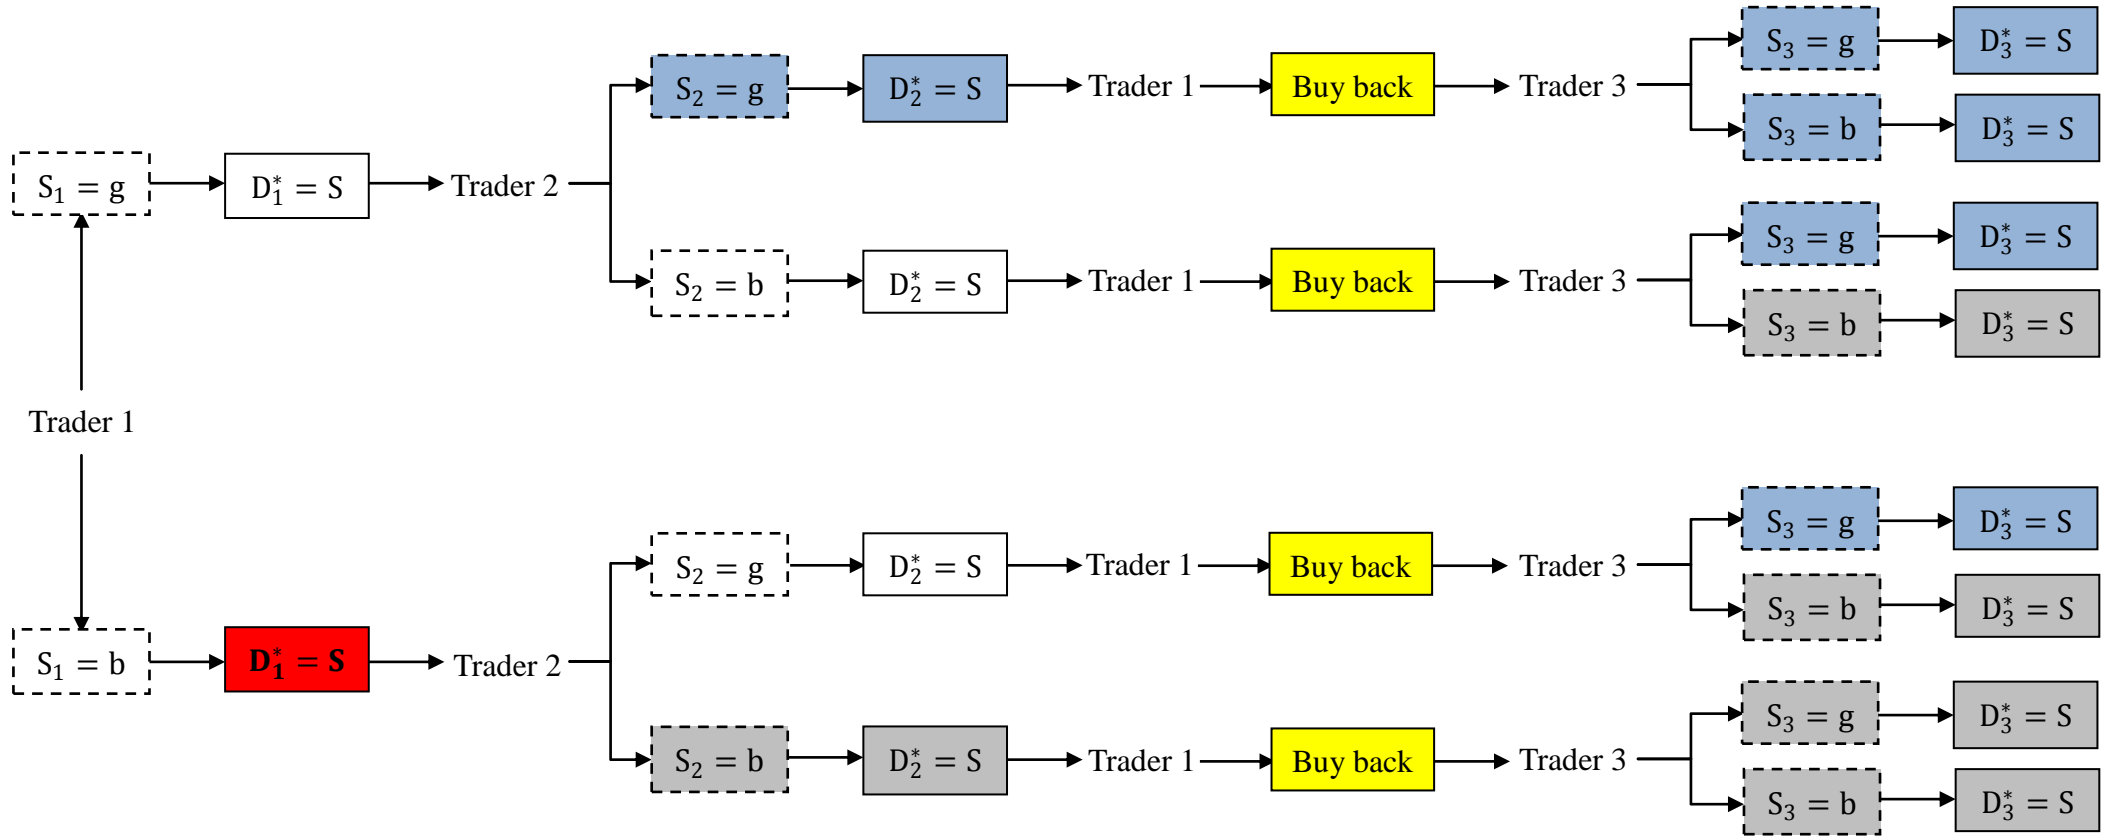 S₃ = g D₃* = S
S₂ = g D₂* = S Trader 1 Buy back Trader 3
S₃ = b D₃* = S
S₁ = g D₁* = S Trader 2
S₃ = g D₃* = S
S₂ = b D₂* = S Trader 1 Buy back Trader 3
S₃ = b D₃* = S
Trader 1
S₃ = g D₃* = S
S₂ = g D₂* = S Trader 1 Buy back Trader 3
S₃ = b D₃* = S
S₁ = b D₁* = S Trader 2
S₃ = g D₃* = S
S₂ = b D₂* = S Trader 1 Buy back Trader 3
S₃ = b D₃* = S